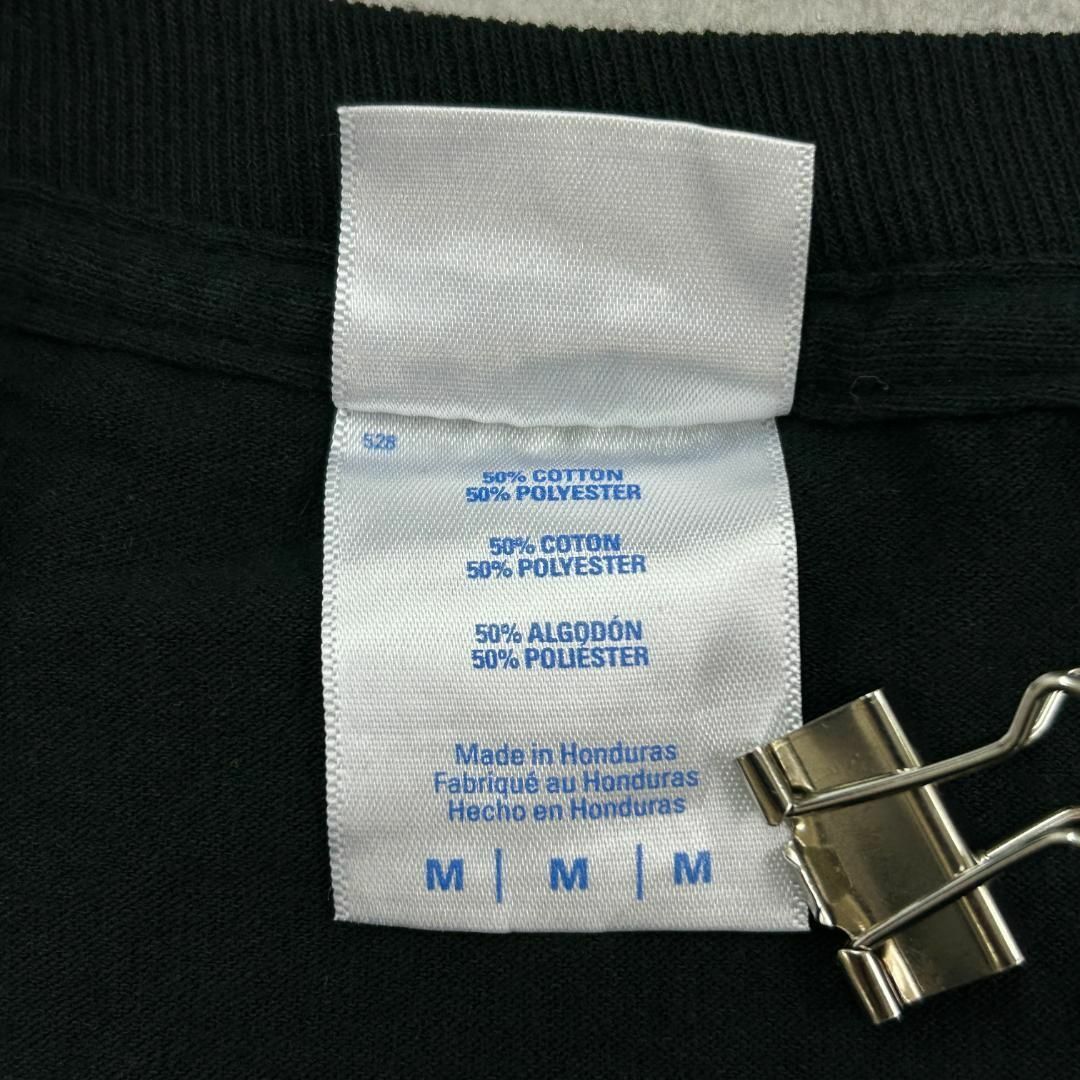 528
50% COTTON
50% POLYESTER
50% COTON
50% POLYESTER
50% ALGODÓN
50% POLIÉSTER
Made in Honduras
Fabriqué au Honduras
Hecho en Honduras
M | M | M